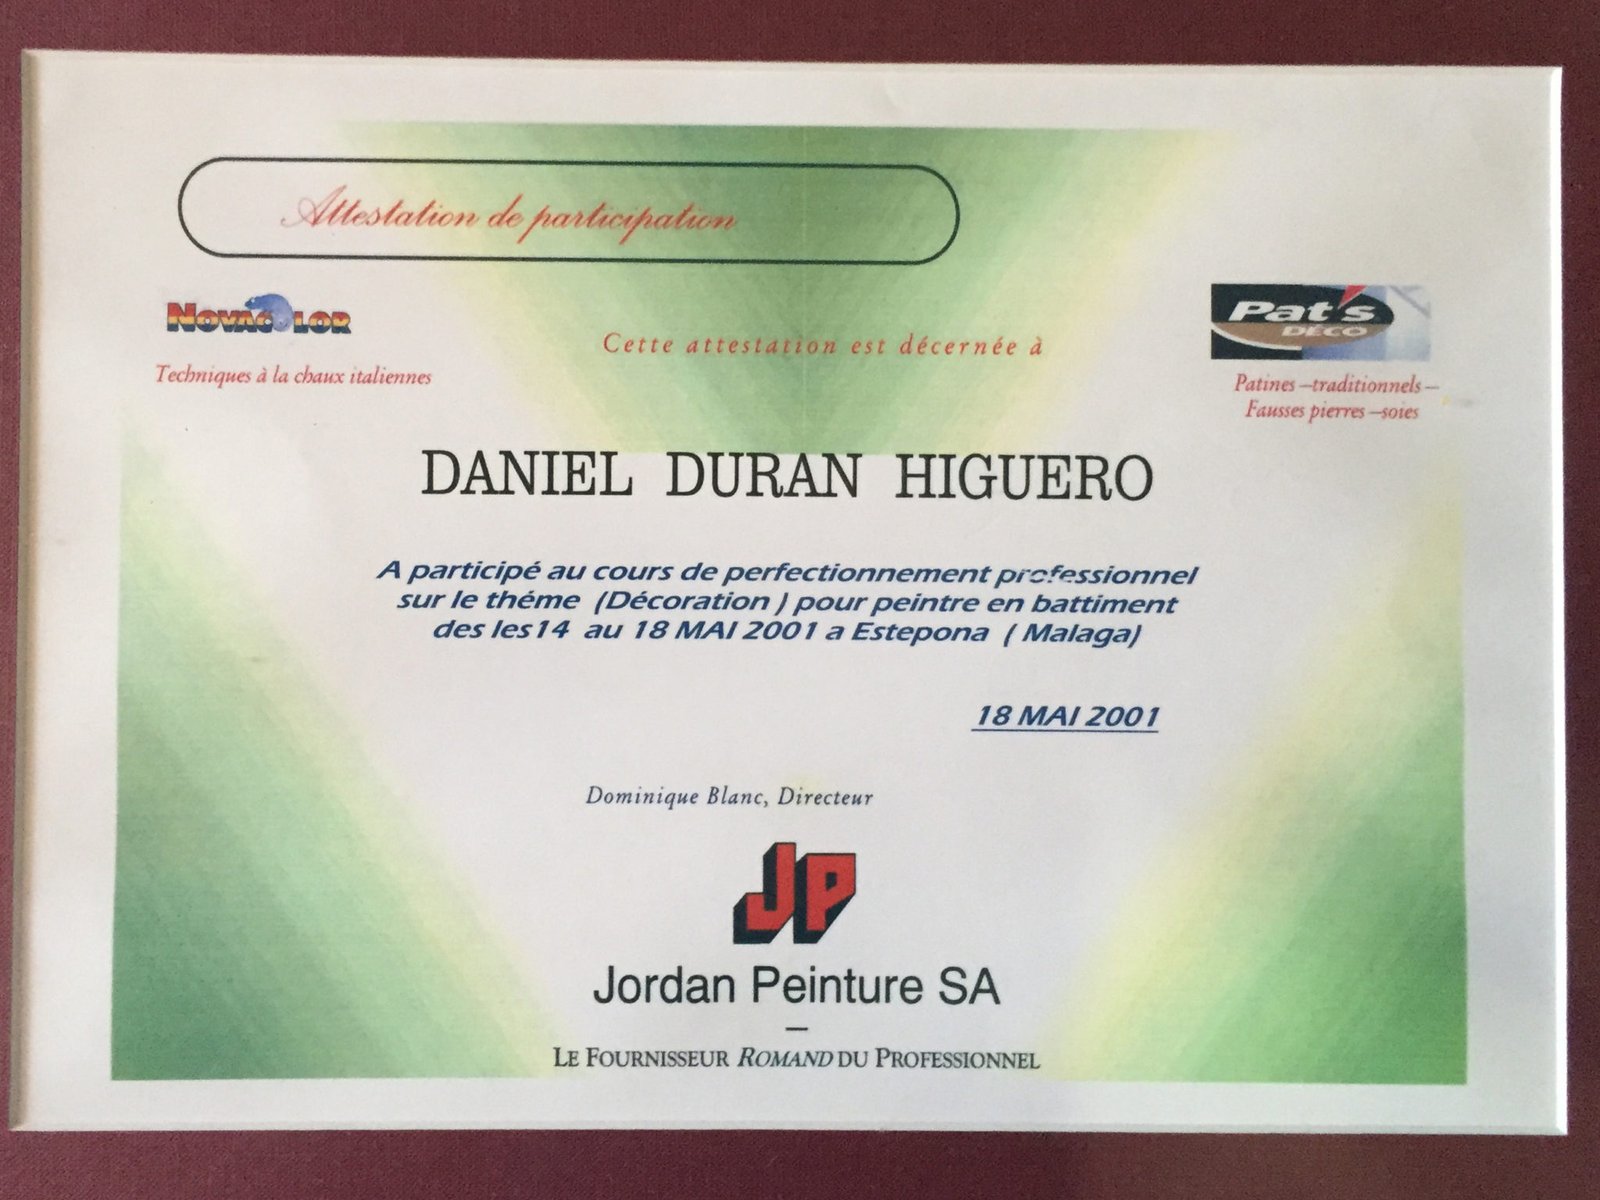 Attestation de participation
NOVACOLOR
Techniques à la chaux italiennes
Pat's
DÉCO
Patines –traditionnels–
Fausses pierres –soies
Cette attestation est décernée à
DANIEL DURAN HIGUERO
A participé au cours de perfectionnement professionnel
sur le théme (Décoration ) pour peintre en battiment
des les14 au 18 MAI 2001 a Estepona ( Malaga)
18 MAI 2001
Dominique Blanc, Directeur
JP
Jordan Peinture SA
–
LE FOURNISSEUR ROMAND DU PROFESSIONNEL